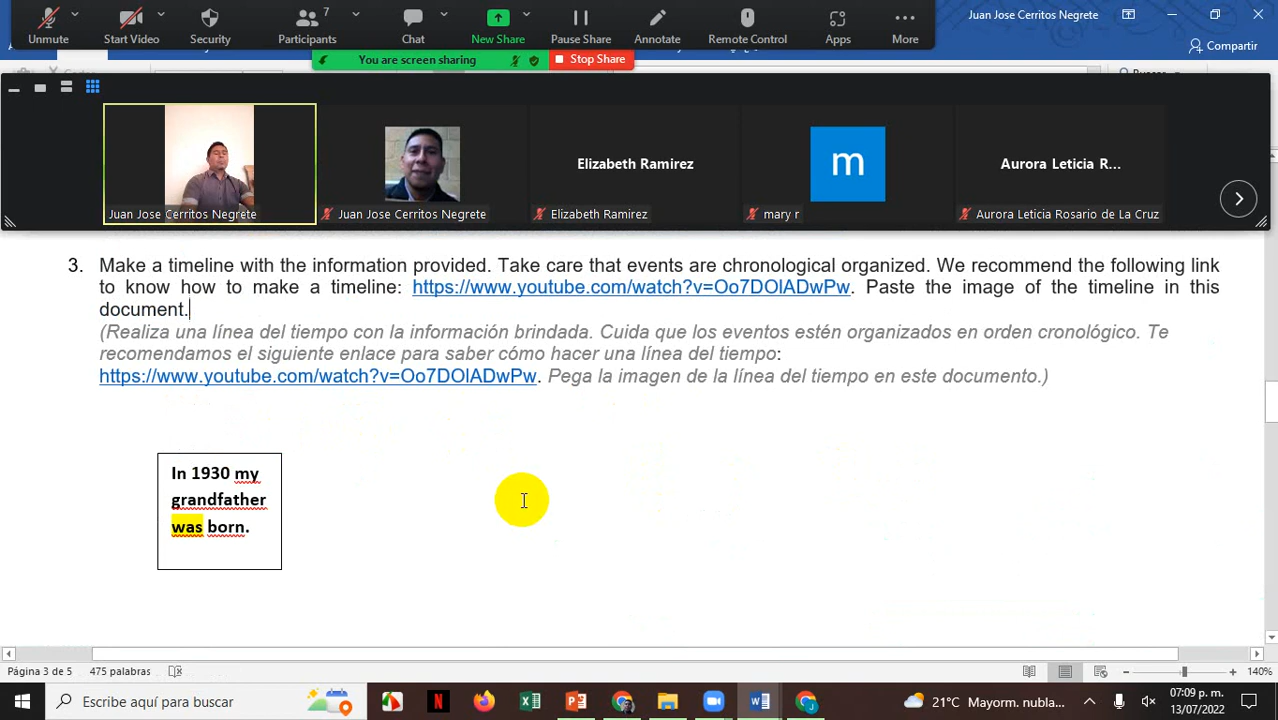 Unmute
Start Video
Security
Participants
7
Chat
New Share
Pause Share
Annotate
Remote Control
Apps
More
Juan Jose Cerritos Negrete
Compartir
You are screen sharing
Stop Share
Juan Jose Cerritos Negrete
Juan Jose Cerritos Negrete
Elizabeth Ramirez
Elizabeth Ramirez
m
mary r
Aurora Leticia R...
Aurora Leticia Rosario de La Cruz
3. Make a timeline with the information provided. Take care that events are chronological organized. We recommend the following link
to know how to make a timeline: https://www.youtube.com/watch?v=Oo7DOlADwPw. Paste the image of the timeline in this
document.
(Realiza una línea del tiempo con la información brindada. Cuida que los eventos estén organizados en orden cronológico. Te
recomendamos el siguiente enlace para saber cómo hacer una línea del tiempo:
https://www.youtube.com/watch?v=Oo7DOlADwPw. Pega la imagen de la línea del tiempo en este documento.)
In 1930 my
grandfather
was born.
Página 3 de 5
475 palabras
140%
Escribe aquí para buscar
21°C Mayorm. nubla...
07:09 p. m.
13/07/2022